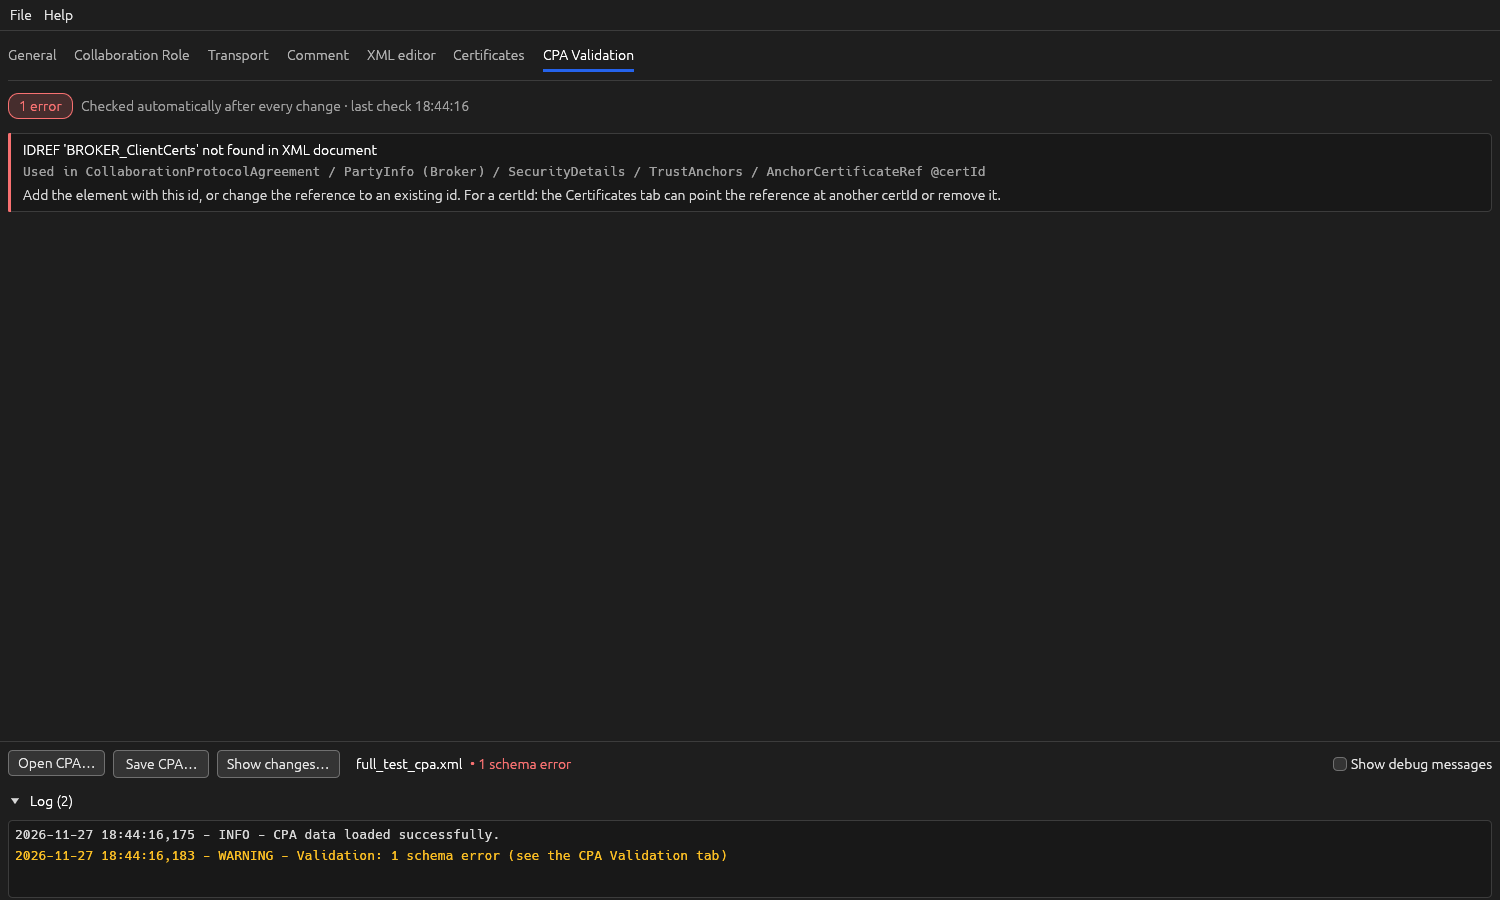 File Help
General Collaboration Role Transport Comment XML editor Certificates CPA Validation
1 error Checked automatically after every change · last check 18:44:16
IDREF 'BROKER_ClientCerts' not found in XML document
Used in CollaborationProtocolAgreement / PartyInfo (Broker) / SecurityDetails / TrustAnchors / AnchorCertificateRef @certId
Add the element with this id, or change the reference to an existing id. For a certId: the Certificates tab can point the reference at another certId or remove it.
Open CPA... Save CPA... Show changes... full_test_cpa.xml • 1 schema error Show debug messages
Log (2)
2026-11-27 18:44:16,175 - INFO - CPA data loaded successfully.
2026-11-27 18:44:16,183 - WARNING - Validation: 1 schema error (see the CPA Validation tab)